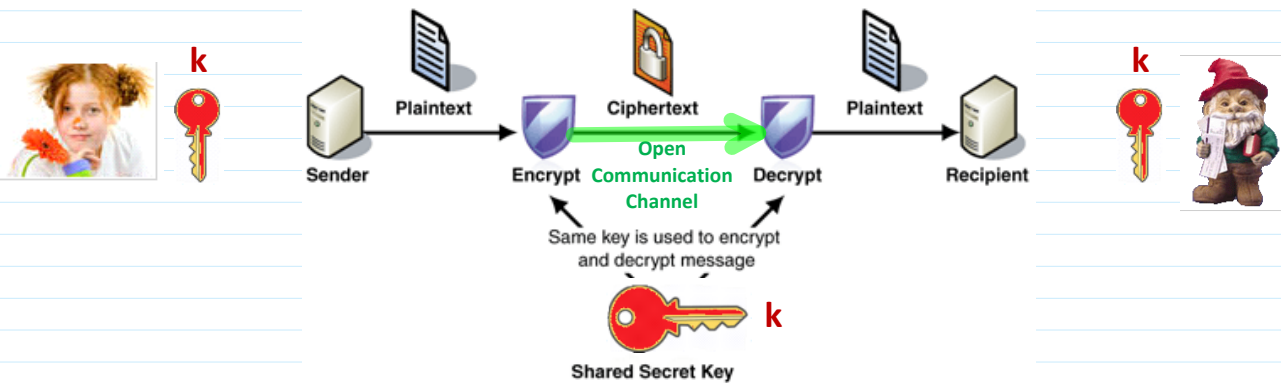 k
k
Plaintext
Ciphertext
Plaintext
Sender
Encrypt
Open
Communication
Channel
Decrypt
Recipient
Same key is used to encrypt
and decrypt message
k
Shared Secret Key